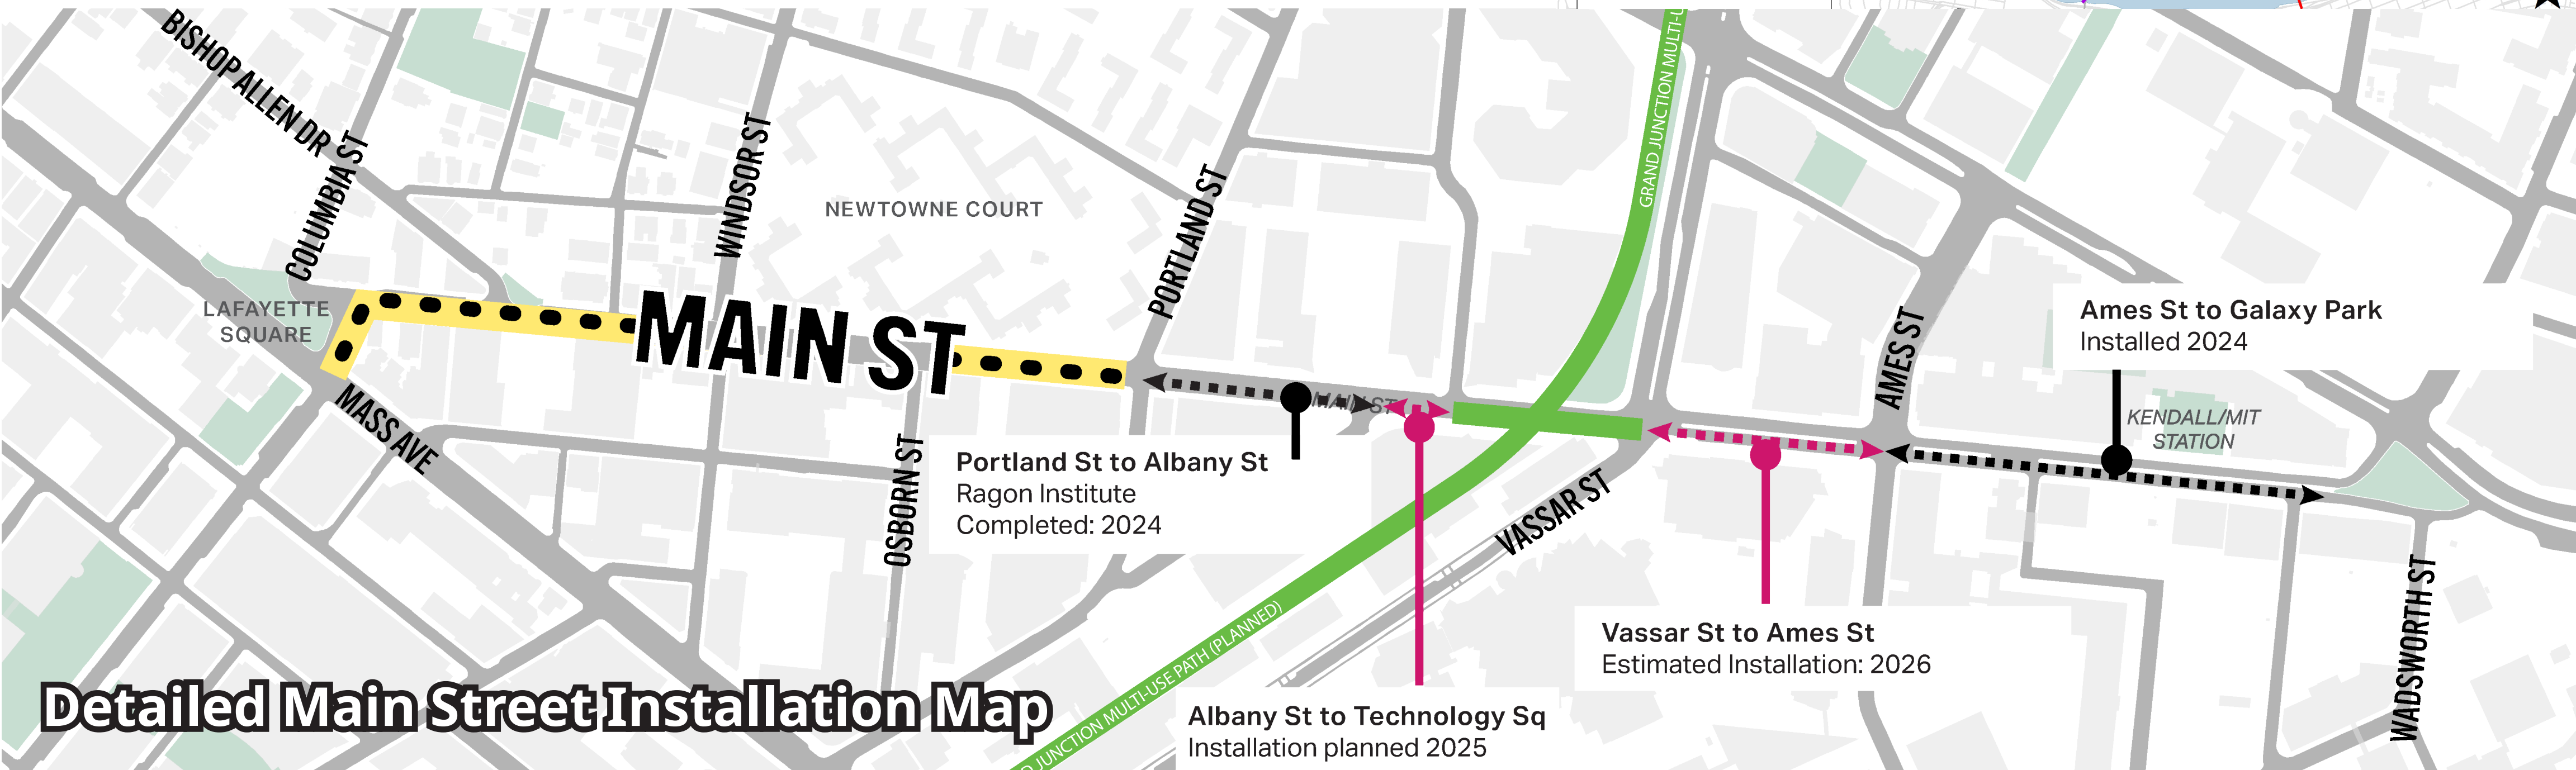 BISHOP ALLEN DR
COLUMBIA ST
WINDSOR ST
NEWTOWNE COURT
PORTLAND ST
GRAND JUNCTION MULTI-U
LAFAYETTE
SQUARE
MAIN ST
MAIN ST
MASS AVE
OSBORN ST
Portland St to Albany St
Ragon Institute
Completed: 2024
VASSAR ST
AMES ST
Ames St to Galaxy Park
Installed 2024
KENDALL/MIT
STATION
Vassar St to Ames St
Estimated Installation: 2026
WADSWORTH ST
JUNCTION MULTI-USE PATH (PLANNED)
Albany St to Technology Sq
Installation planned 2025
Detailed Main Street Installation Map